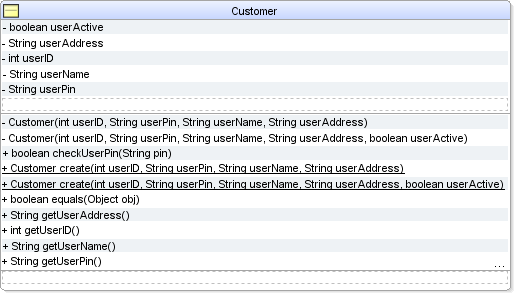 Customer
- boolean userActive
- String userAddress
- int userID
- String userName
- String userPin
- Customer(int userID, String userPin, String userName, String userAddress)
- Customer(int userID, String userPin, String userName, String userAddress, boolean userActive)
+ boolean checkUserPin(String pin)
+ Customer create(int userID, String userPin, String userName, String userAddress)
+ Customer create(int userID, String userPin, String userName, String userAddress, boolean userActive)
+ boolean equals(Object obj)
+ String getUserAddress()
+ int getUserID()
+ String getUserName()
+ String getUserPin()
...